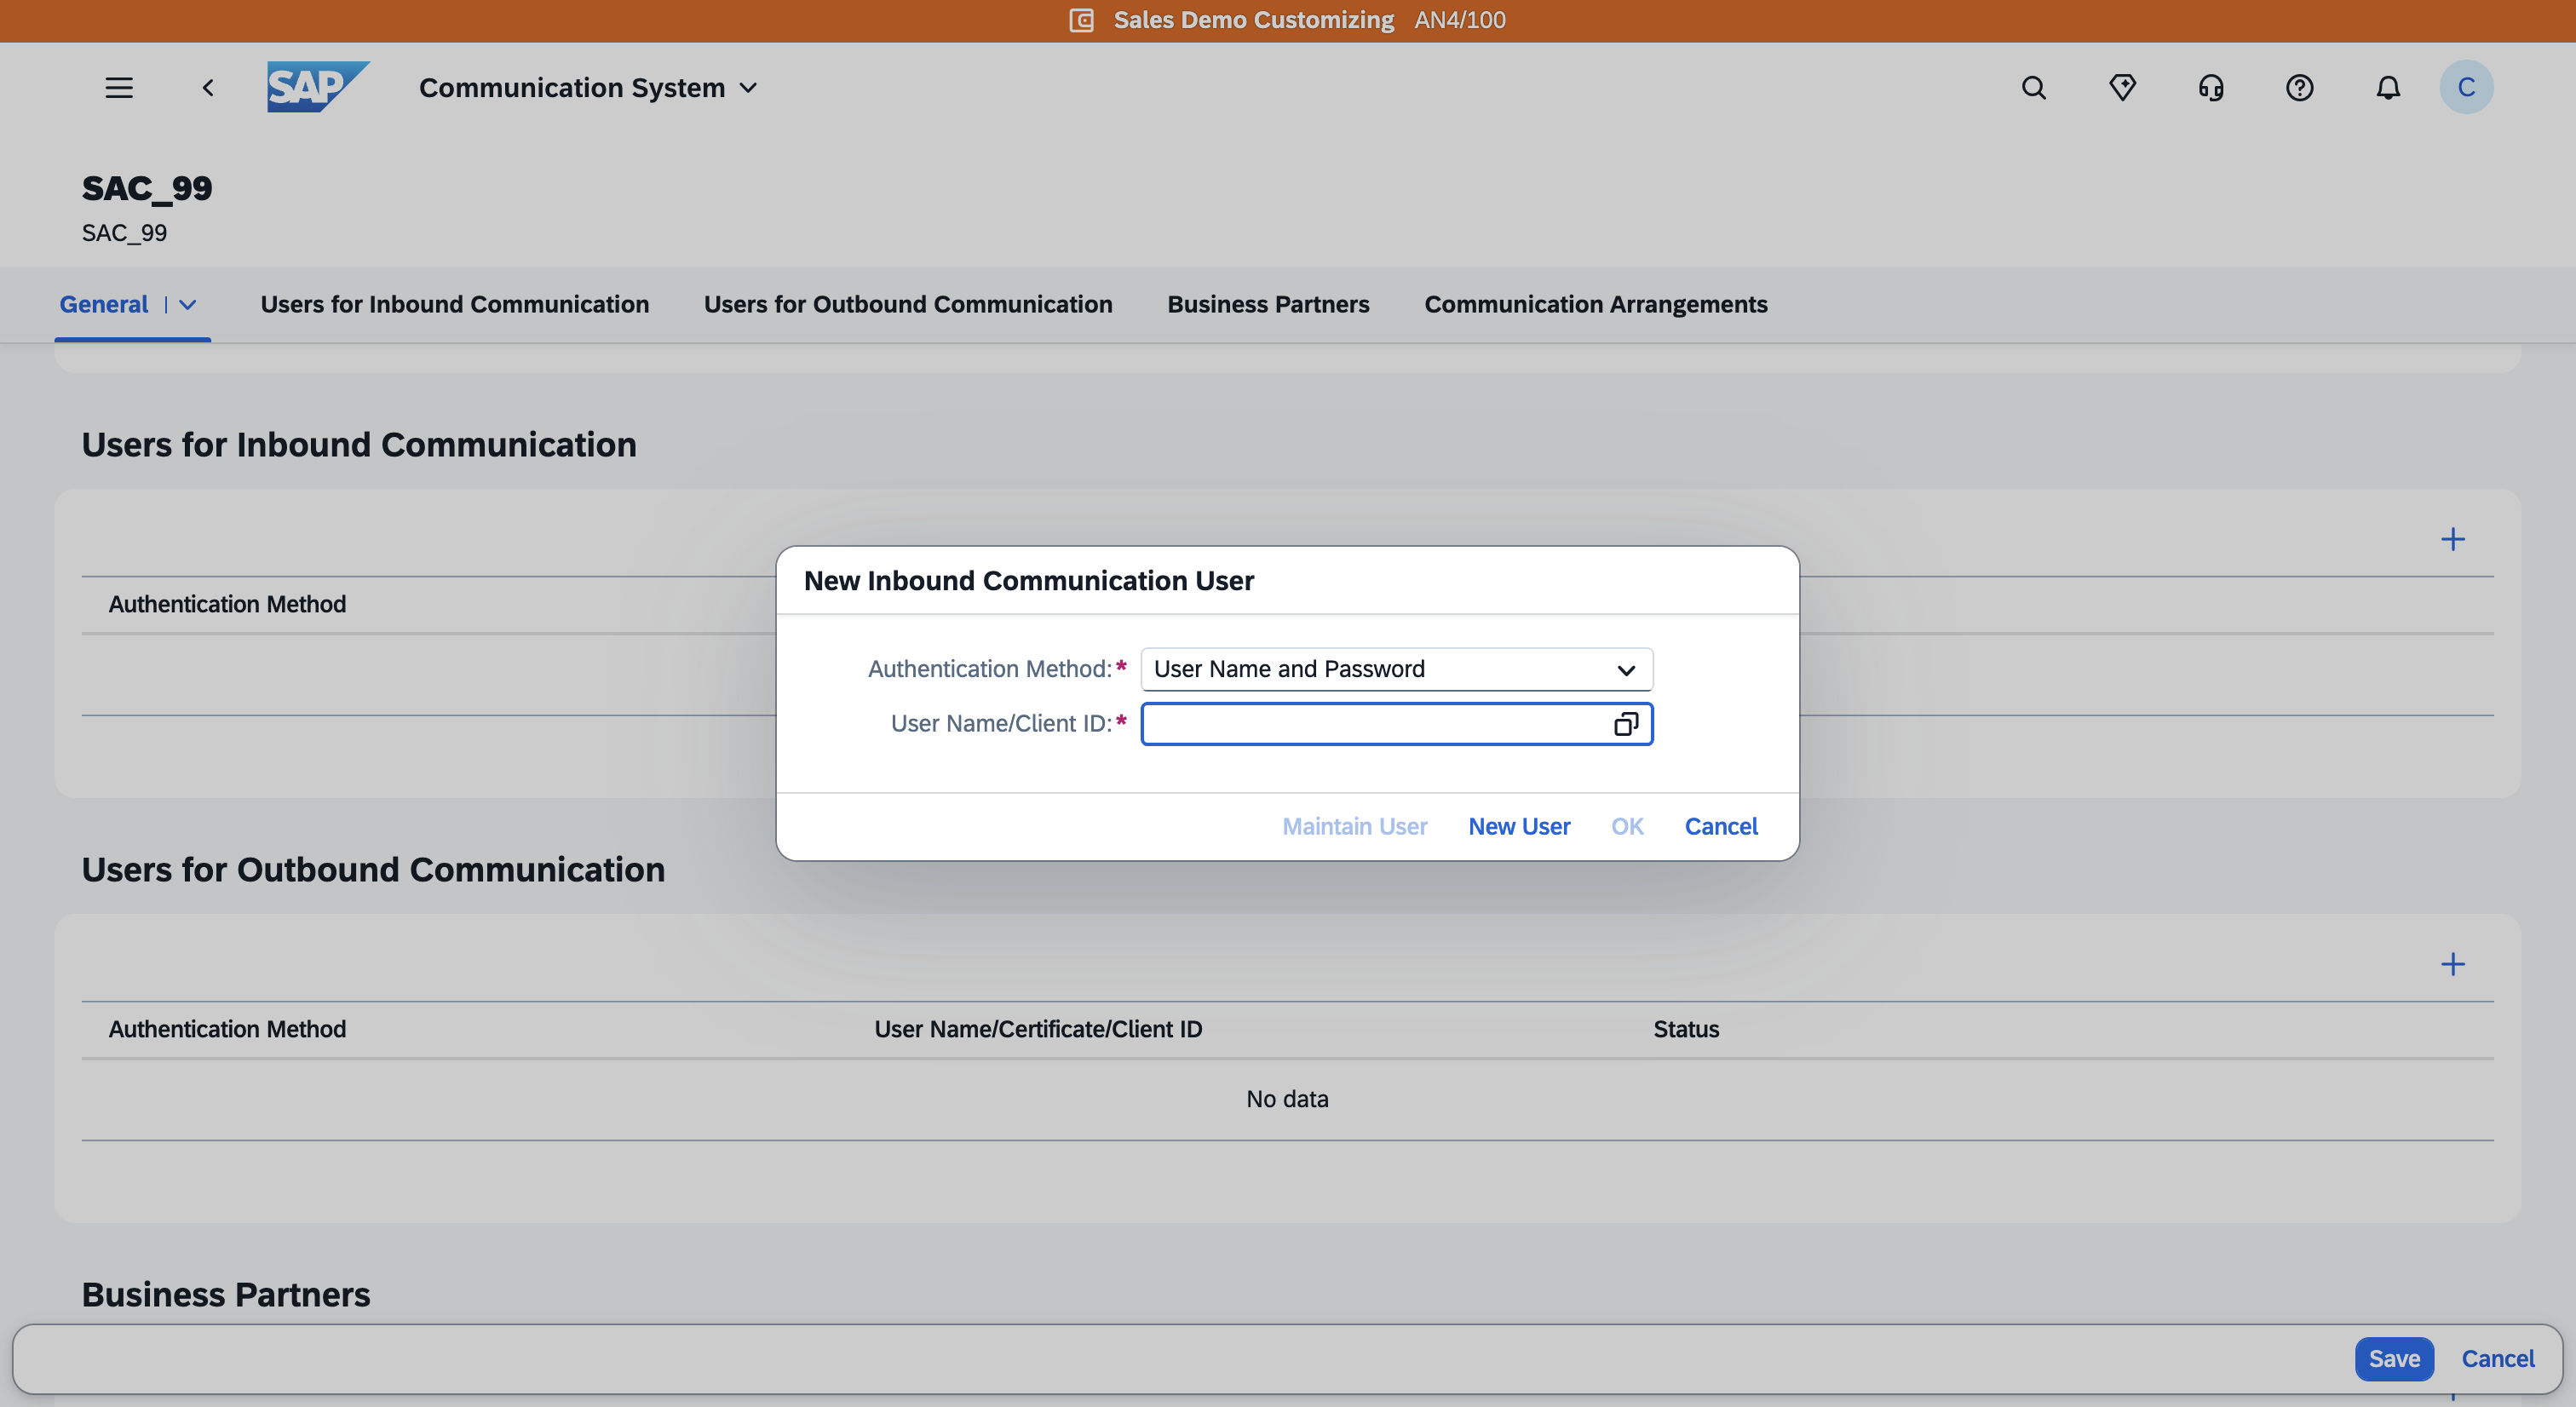 Sales Demo Customizing AN4/100
SAP Communication System
C
SAC_99
SAC_99
General
Users for Inbound Communication
Users for Outbound Communication
Business Partners
Communication Arrangements
Users for Inbound Communication
Authentication Method
New Inbound Communication User
Authentication Method:* User Name and Password
User Name/Client ID:*
Maintain User New User OK Cancel
Users for Outbound Communication
Authentication Method User Name/Certificate/Client ID Status
No data
Business Partners
Save Cancel